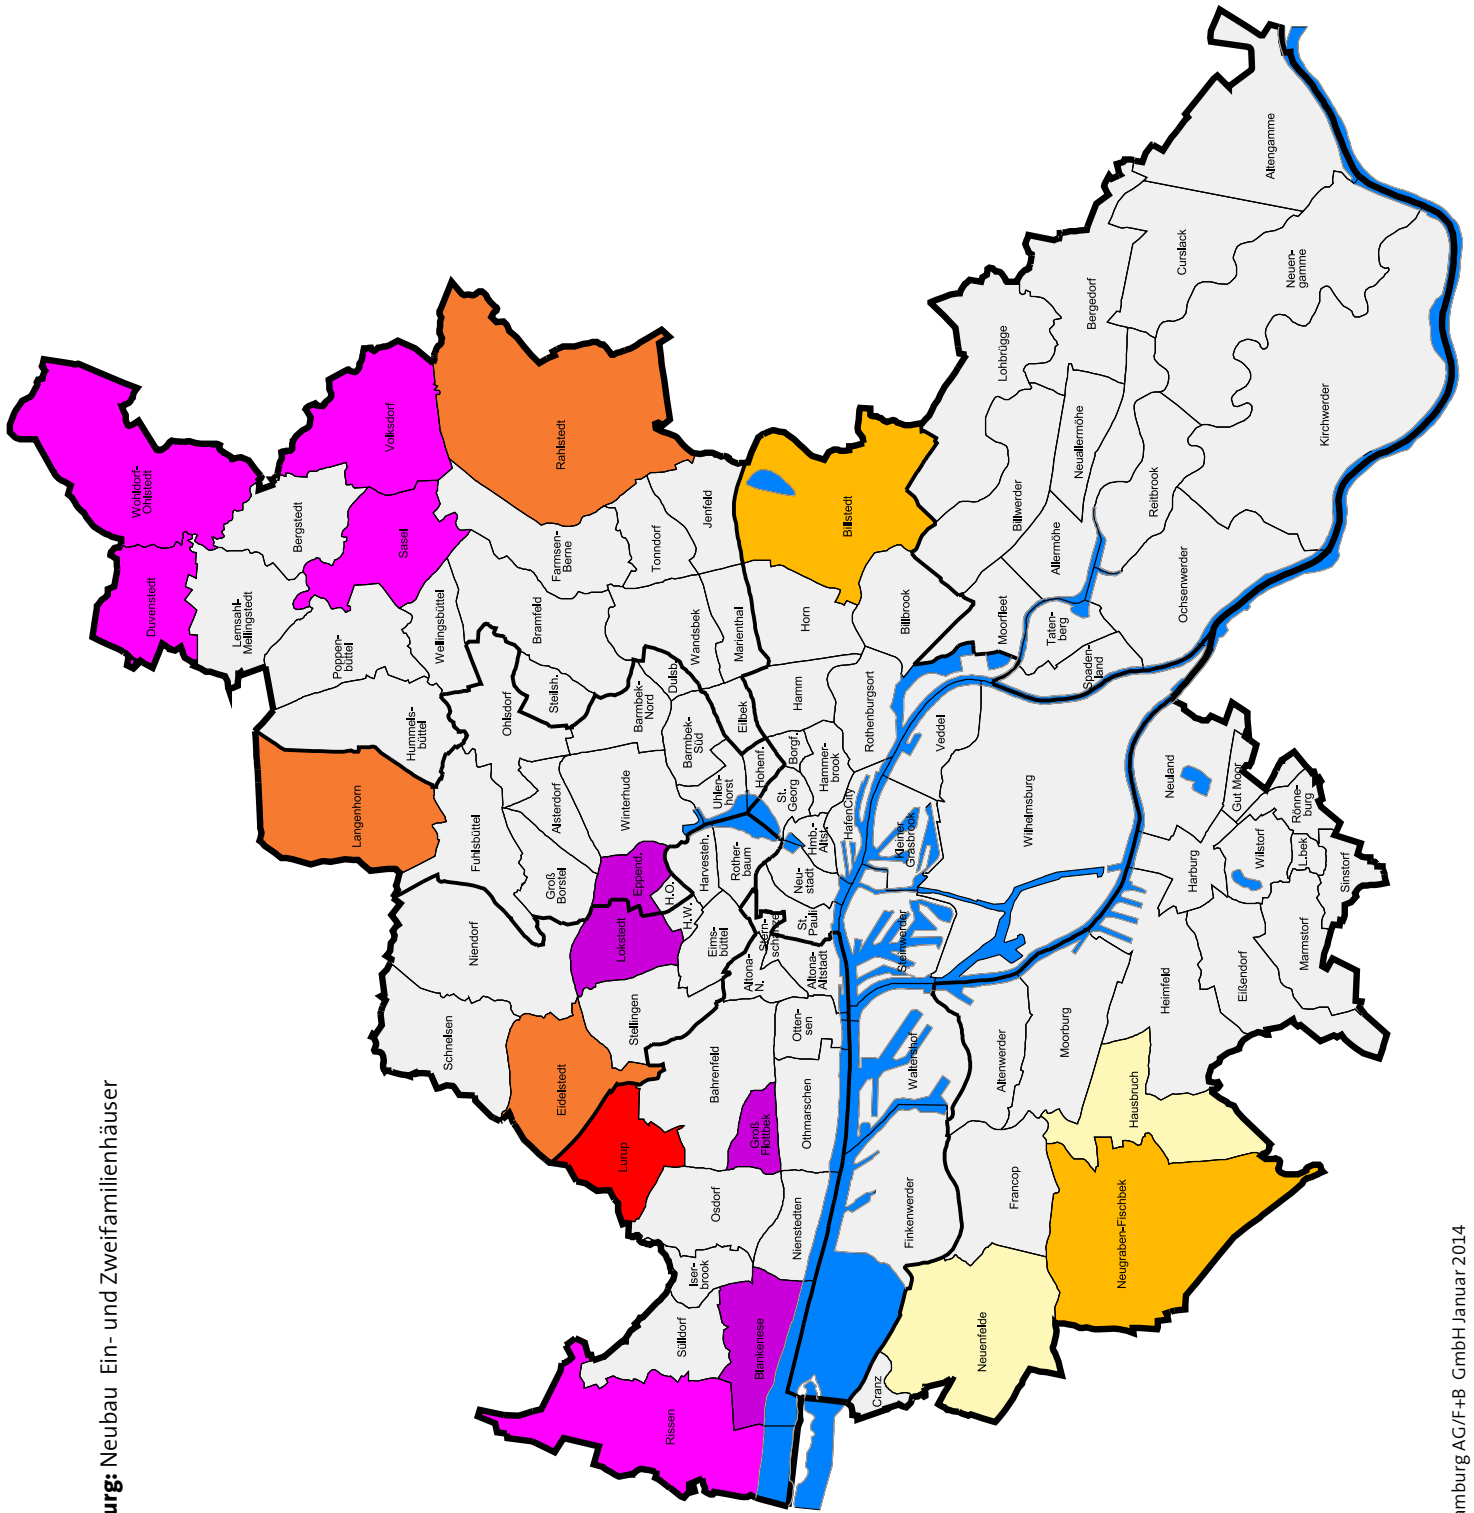 urg: Neubau Ein- und Zweifamilienhäuser
Wohldorf-
Ohlstedt
Duvenstedt
Bergstedt
Volksdorf
Lemsahl-
Mellingstedt
Sasel
Poppen-
büttel
Wellingsbüttel
Rahlstedt
Hummels-
büttel
Farmsen-
Berne
Bramfeld
Langenhorn
Ohlsdorf
Steilsh.
Tonndorf
Jenfeld
Fuhlsbüttel
Alsterdorf
Groß
Borstel
Winterhude
Barmbek-
Nord
Dulsb.
Wandsbek
Marienthal
Barmbek-
Süd
Eilbek
Uhlen-
horst
Hohenf.
Niendorf
Schnelsen
Eppend.
Lokstedt
H.O.
H.W.
Harvesteh.
Rother-
baum
Eims-
büttel
Stellingen
Eidelstedt
Billstedt
Horn
Billbrook
Hamm
Borgf.
Hammer-
brook
St.
Georg
Rothenburgsort
HafenCity
Hmb.-
Altst.
Neu-
stadt
St.
Pauli
Stern-
schanze
Altona-
N.
Altona-
Altstadt
Otten-
sen
Bahrenfeld
Lurup
Groß
Flottbek
Othmarschen
Osdorf
Nienstedten
Iser-
brook
Sülldorf
Blankenese
Rissen
Lohbrügge
Bergedorf
Curslack
Altengamme
Neuen-
gamme
Kirchwerder
Neuallermöhe
Billwerder
Allermöhe
Reitbrook
Ochsenwerder
Moorfleet
Taten-
berg
Spaden-
land
Veddel
Kleiner
Grasbrook
Steinwerder
Wilhelmsburg
Waltershof
Finkenwerder
Altenwerder
Moorburg
Francop
Neuenfelde
Cranz
Neugraben-Fischbek
Hausbruch
Heimfeld
Eißendorf
Marmstorf
Harburg
Neuland
Gut Moor
Wilstorf
Rönne-
burg
L.bek
Sinstorf
amburg AG/F+B GmbH Januar 2014